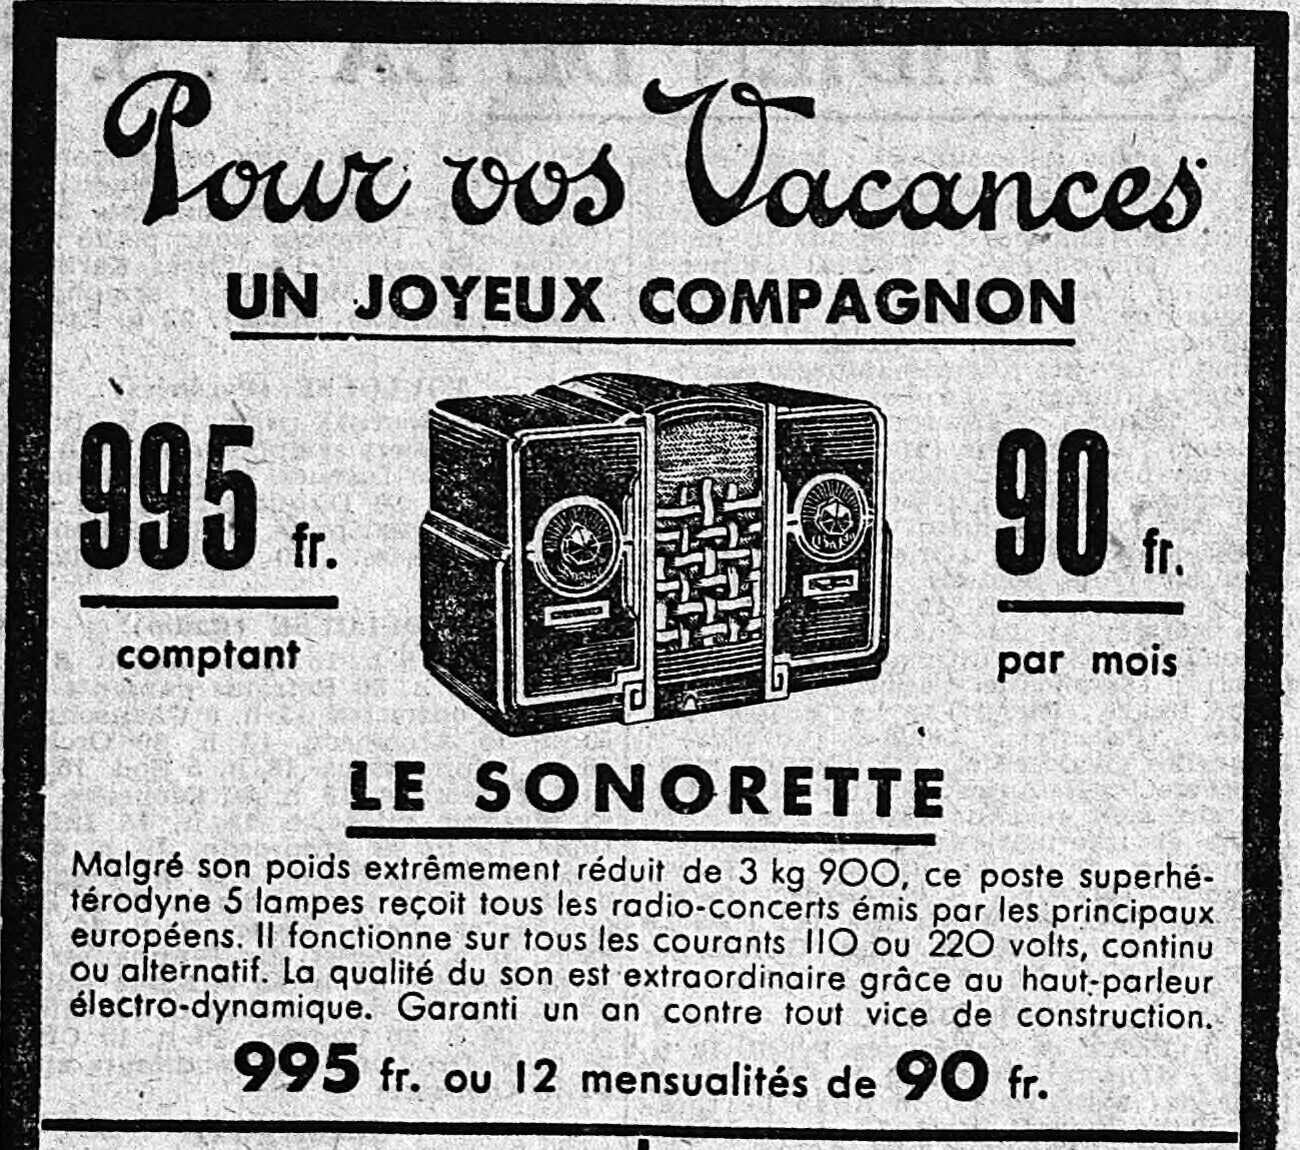 Pour vos Vacances
UN JOYEUX COMPAGNON
995 fr.
comptant
90 fr.
par mois
LE SONORETTE
Malgré son poids extrêmement réduit de 3 kg 900, ce poste superhé-
térodyne 5 lampes reçoit tous les radio-concerts émis par les principaux
européens. Il fonctionne sur tous les courants 110 ou 220 volts, continu
ou alternatif. La qualité du son est extraordinaire grâce au haut-parleur
électro-dynamique. Garanti un an contre tout vice de construction.
995 fr. ou 12 mensualités de 90 fr.